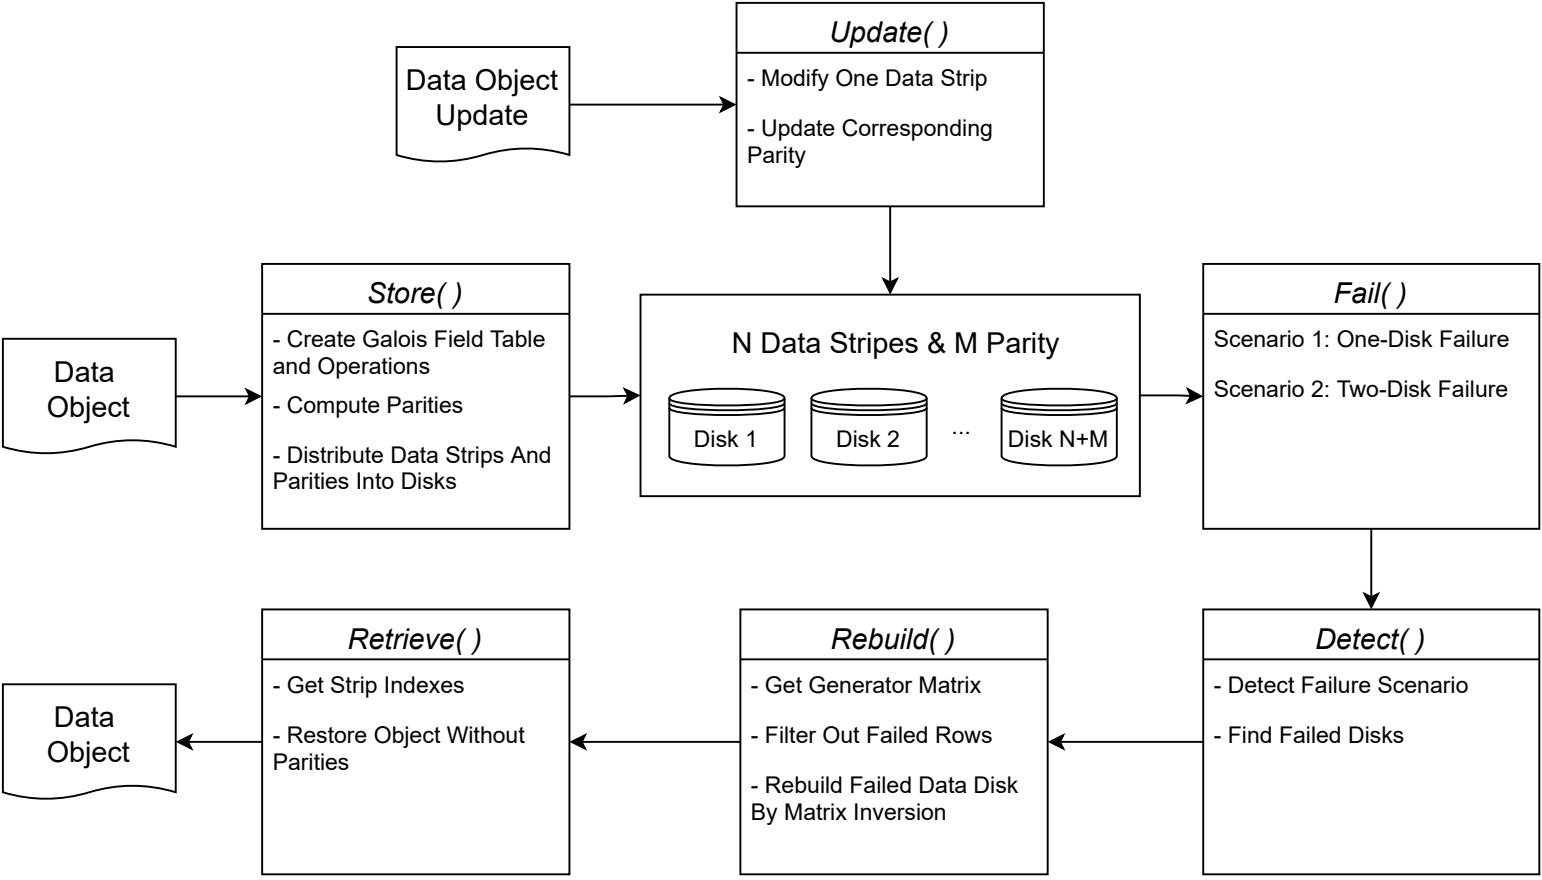 Data Object
Update
Update( )
- Modify One Data Strip
- Update Corresponding
Parity
Data
Object
Store( )
- Create Galois Field Table
and Operations
- Compute Parities
- Distribute Data Strips And
Parities Into Disks
N Data Stripes & M Parity
Disk 1
Disk 2
...
Disk N+M
Fail( )
Scenario 1: One-Disk Failure
Scenario 2: Two-Disk Failure
Data
Object
Retrieve( )
- Get Strip Indexes
- Restore Object Without
Parities
Rebuild( )
- Get Generator Matrix
- Filter Out Failed Rows
- Rebuild Failed Data Disk
By Matrix Inversion
Detect( )
- Detect Failure Scenario
- Find Failed Disks